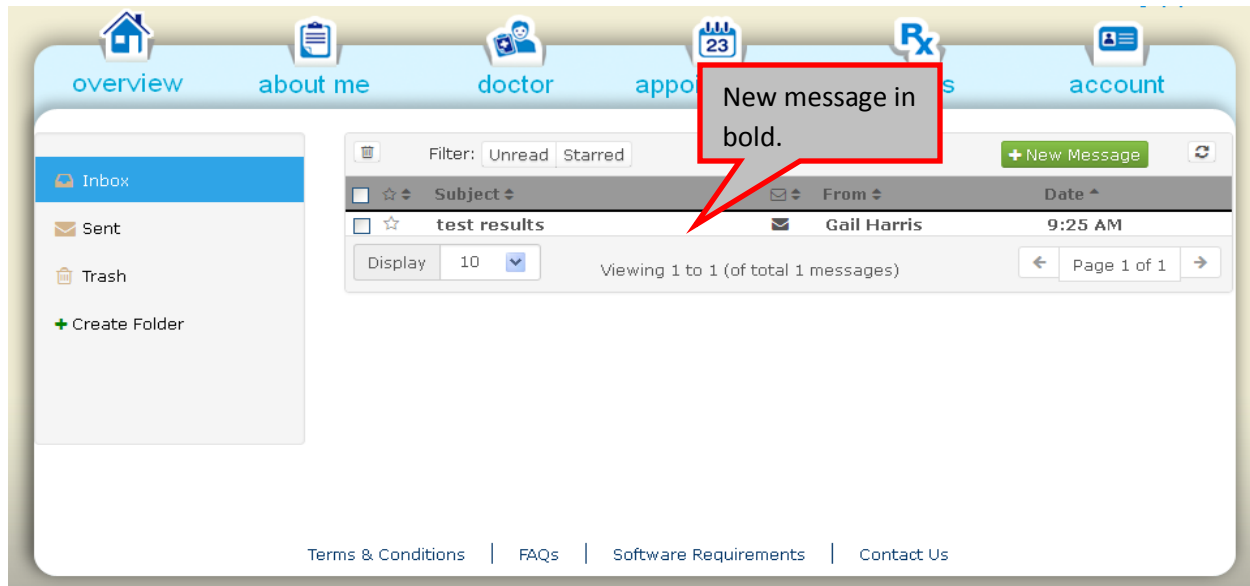 23
Rx
overview about me doctor appoi s account
New message in
bold.
Filter: Unread Starred + New Message
Inbox
Subject From Date
test results Gail Harris 9:25 AM
Sent
Display 10 Viewing 1 to 1 (of total 1 messages) Page 1 of 1
Trash
+ Create Folder
Terms & Conditions | FAQs | Software Requirements | Contact Us